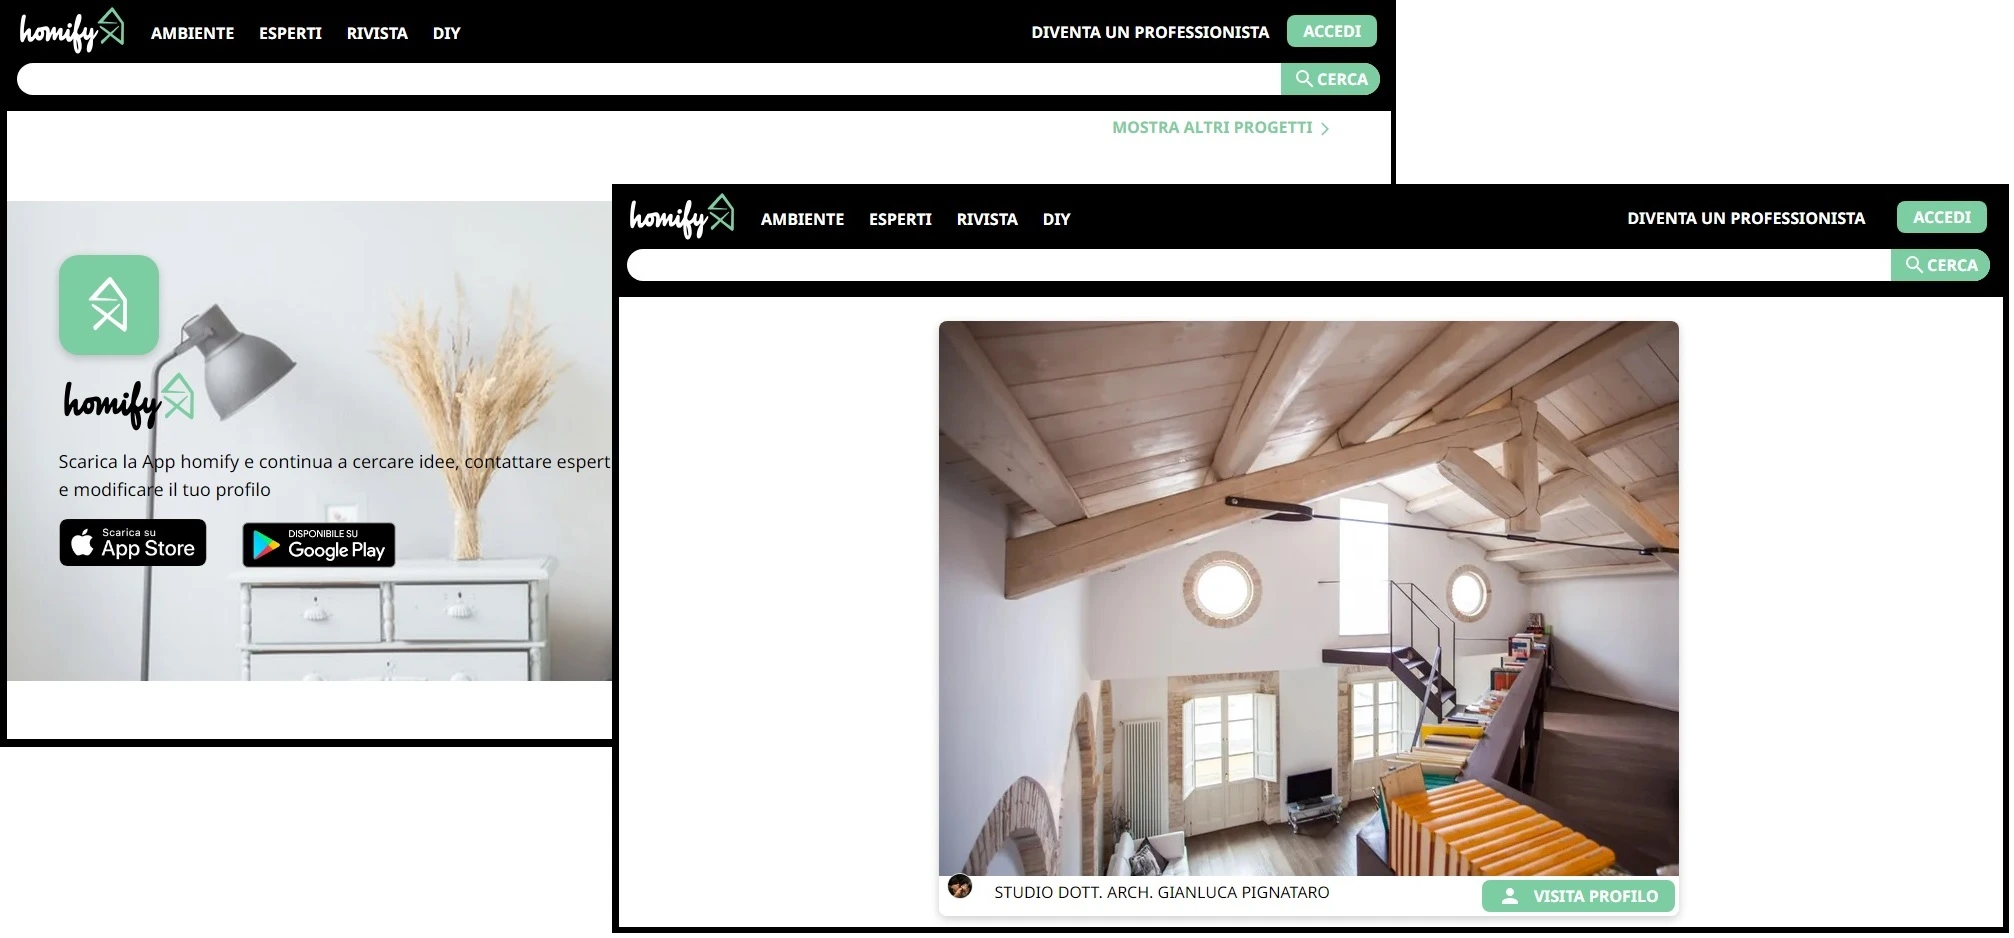 homify
AMBIENTE ESPERTI RIVISTA DIY
DIVENTA UN PROFESSIONISTA
ACCEDI
CERCA
MOSTRA ALTRI PROGETTI
homify
Scarica la App homify e continua a cercare idee, contattare espert
e modificare il tuo profilo
Scarica su
App Store
DISPONIBILE SU
Google Play
homify
AMBIENTE ESPERTI RIVISTA DIY
DIVENTA UN PROFESSIONISTA
ACCEDI
CERCA
STUDIO DOTT. ARCH. GIANLUCA PIGNATARO
VISITA PROFILO